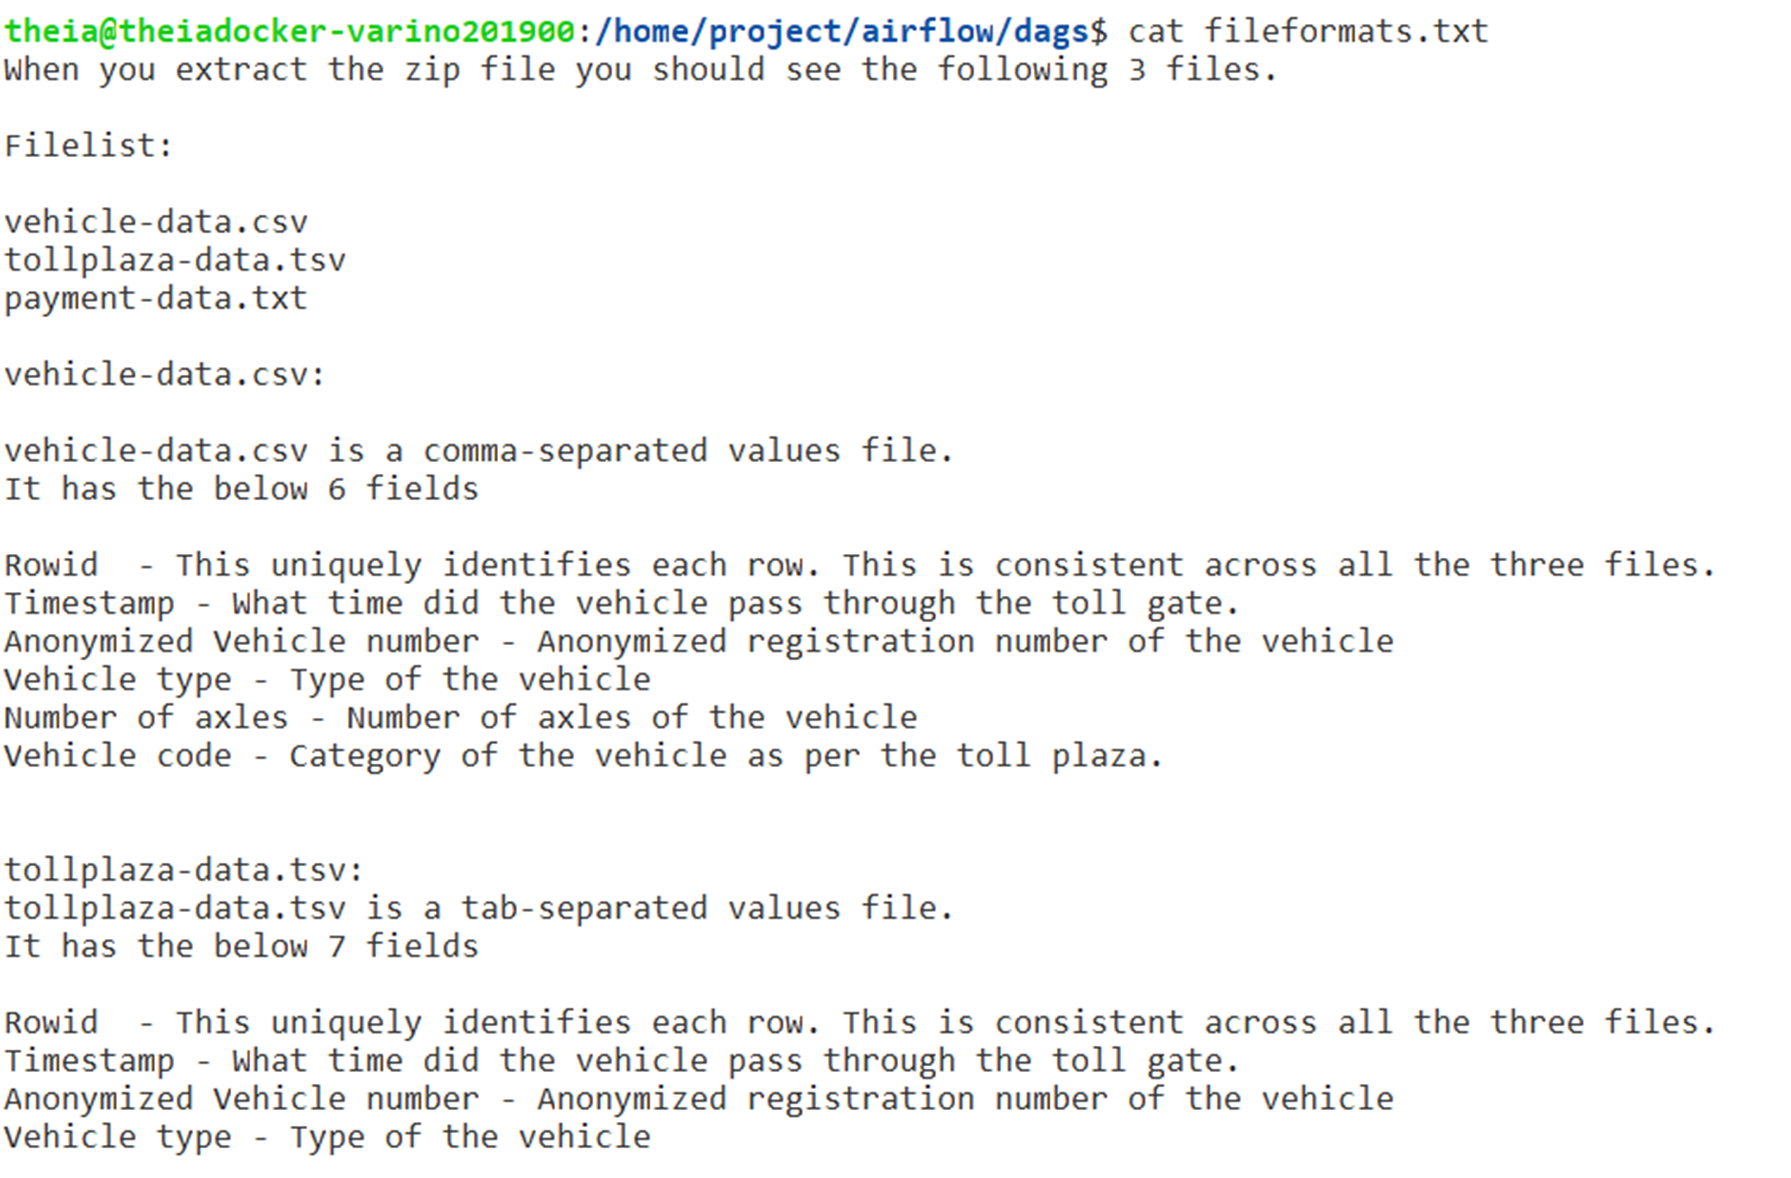 theia@theiadocker-varino201900:/home/project/airflow/dags$ cat fileformats.txt
When you extract the zip file you should see the following 3 files.
Filelist:
vehicle-data.csv
tollplaza-data.tsv
payment-data.txt
vehicle-data.csv:
vehicle-data.csv is a comma-separated values file.
It has the below 6 fields
Rowid  - This uniquely identifies each row. This is consistent across all the three files.
Timestamp - What time did the vehicle pass through the toll gate.
Anonymized Vehicle number - Anonymized registration number of the vehicle
Vehicle type - Type of the vehicle
Number of axles - Number of axles of the vehicle
Vehicle code - Category of the vehicle as per the toll plaza.
tollplaza-data.tsv:
tollplaza-data.tsv is a tab-separated values file.
It has the below 7 fields
Rowid  - This uniquely identifies each row. This is consistent across all the three files.
Timestamp - What time did the vehicle pass through the toll gate.
Anonymized Vehicle number - Anonymized registration number of the vehicle
Vehicle type - Type of the vehicle